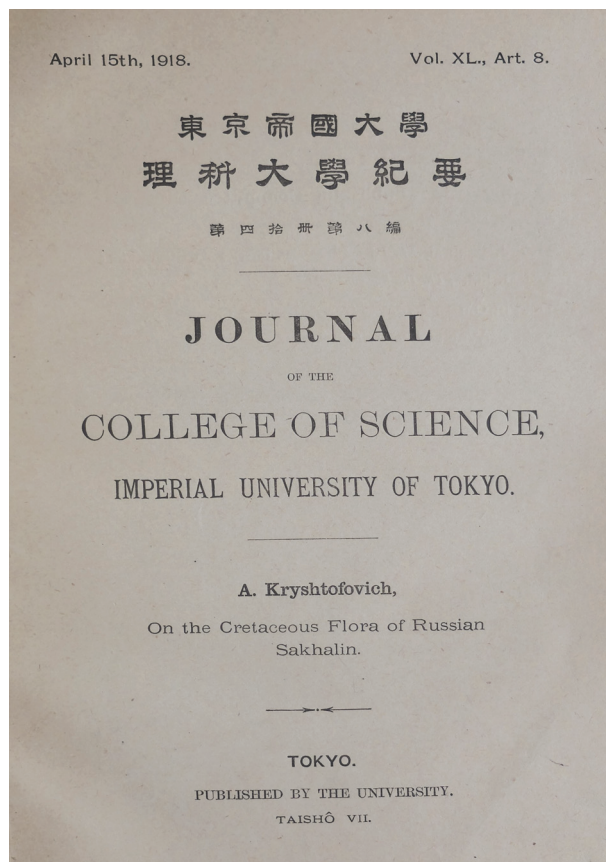 April 15th, 1918. Vol. XL., Art. 8.
東京帝國大學
理科大學紀要
第四拾册第八編
JOURNAL
OF THE
COLLEGE OF SCIENCE,
IMPERIAL UNIVERSITY OF TOKYO.
A. Kryshtofovich,
On the Cretaceous Flora of Russian
Sakhalin.
TOKYO.
PUBLISHED BY THE UNIVERSITY.
TAISHÔ VII.